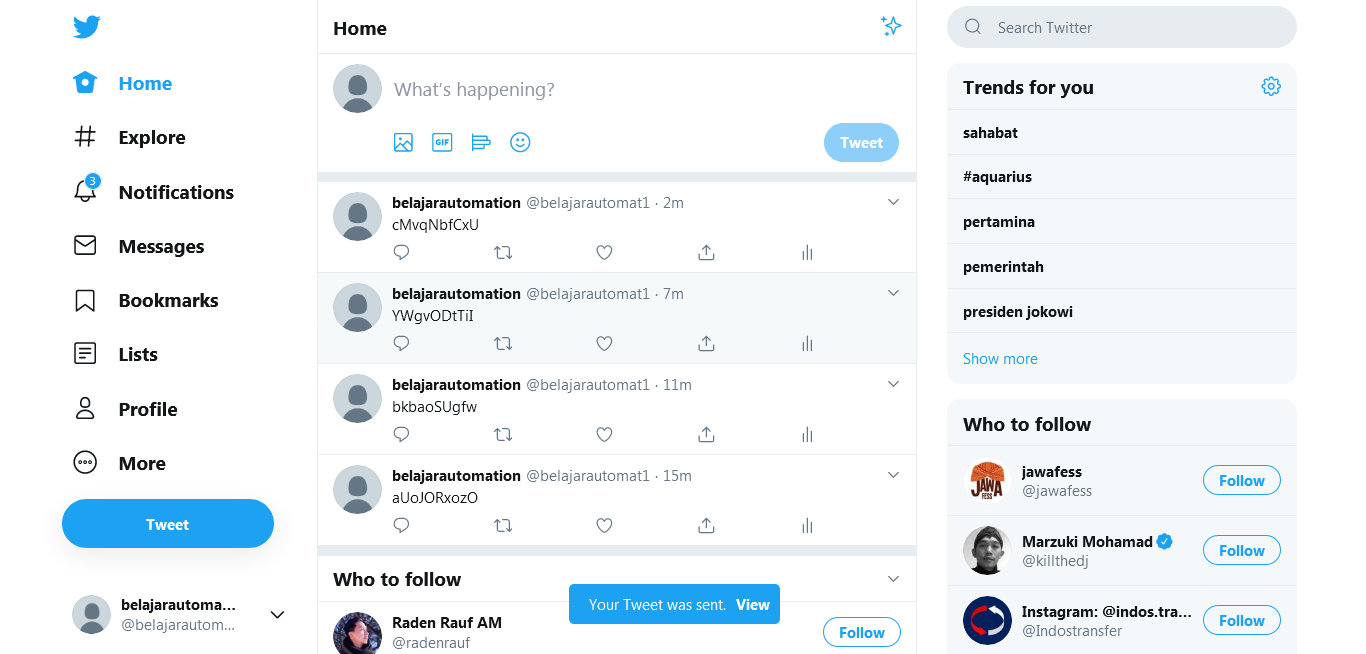 Home
Explore
3
Notifications
Messages
Bookmarks
Lists
Profile
More
Tweet
belajarautoma...
@belajarautom...
Home
What's happening?
GIF
Tweet
belajarautomation @belajarautomat1 · 2m
cMvqNbfCxU
belajarautomation @belajarautomat1 · 7m
YWgvODtTiI
belajarautomation @belajarautomat1 · 11m
bkbaoSUgfw
belajarautomation @belajarautomat1 · 15m
aUoJORxozO
Who to follow
Raden Rauf AM
@radenrauf
Follow
Your Tweet was sent. View
Search Twitter
Trends for you
sahabat
#aquarius
pertamina
pemerintah
presiden jokowi
Show more
Who to follow
JAWA
FESS
jawafess
@jawafess
Follow
Marzuki Mohamad
@killthedj
Follow
Instagram: @indos.tra...
@Indostransfer
Follow